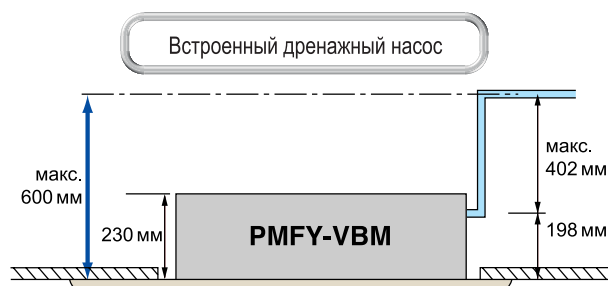 Встроенный дренажный насос
макс.
600 мм
макс.
402 мм
230 мм
PMFY-VBM
198 мм